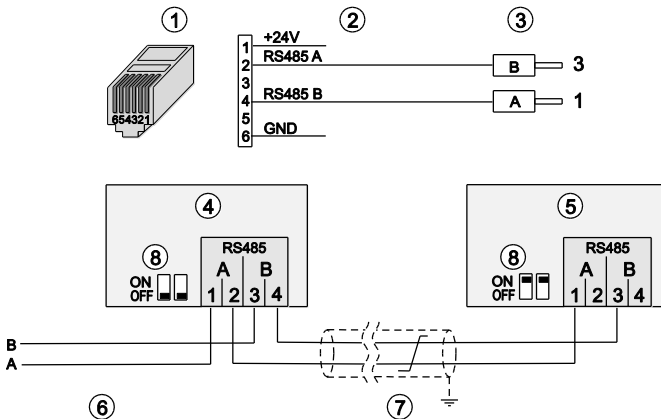 1 2 3
654321
1 +24V
2 RS485 A B 3
3
4 RS485 B A 1
5
6 GND
4 5
8 RS485 8 RS485
A B A B
ON ON
OFF 1 2 3 4 OFF 1 2 3 4
B
A
6 7